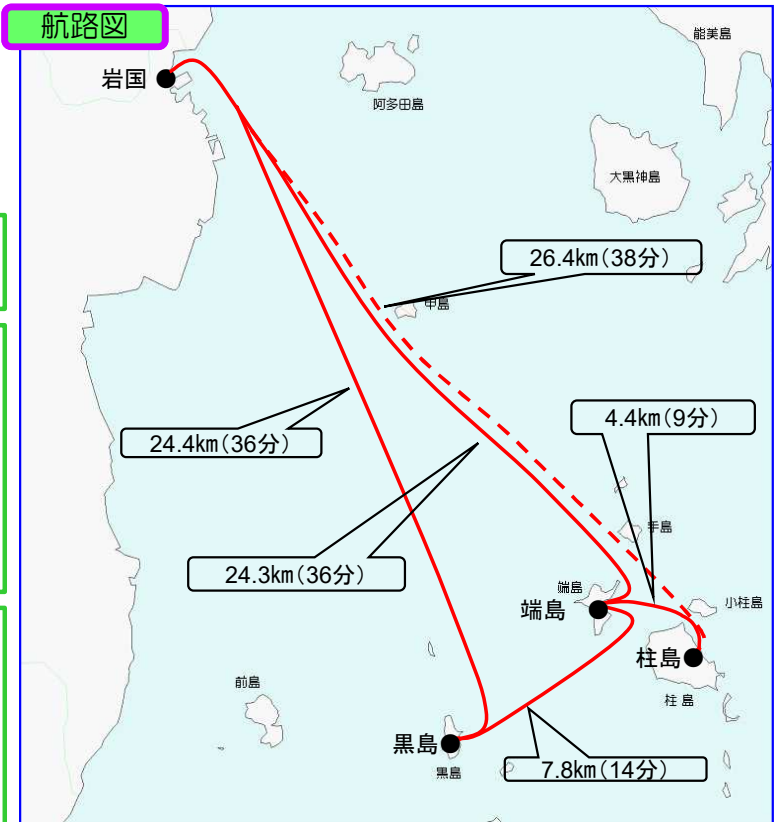 航路図
能美島
岩国
阿多田島
大黒神島
26.4km(38分)
甲島
24.4km(36分)
4.4km(9分)
手島
24.3km(36分)
端島
小柱島
端島
柱島
前島
柱 島
黒島
黒島
7.8km(14分)